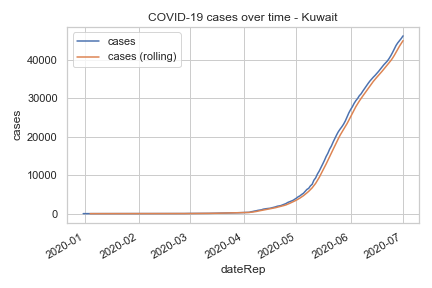 COVID-19 cases over time - Kuwait
cases
cases (rolling)
40000
30000
20000
10000
0
cases
2020-01
2020-02
2020-03
2020-04
2020-05
2020-06
2020-07
dateRep